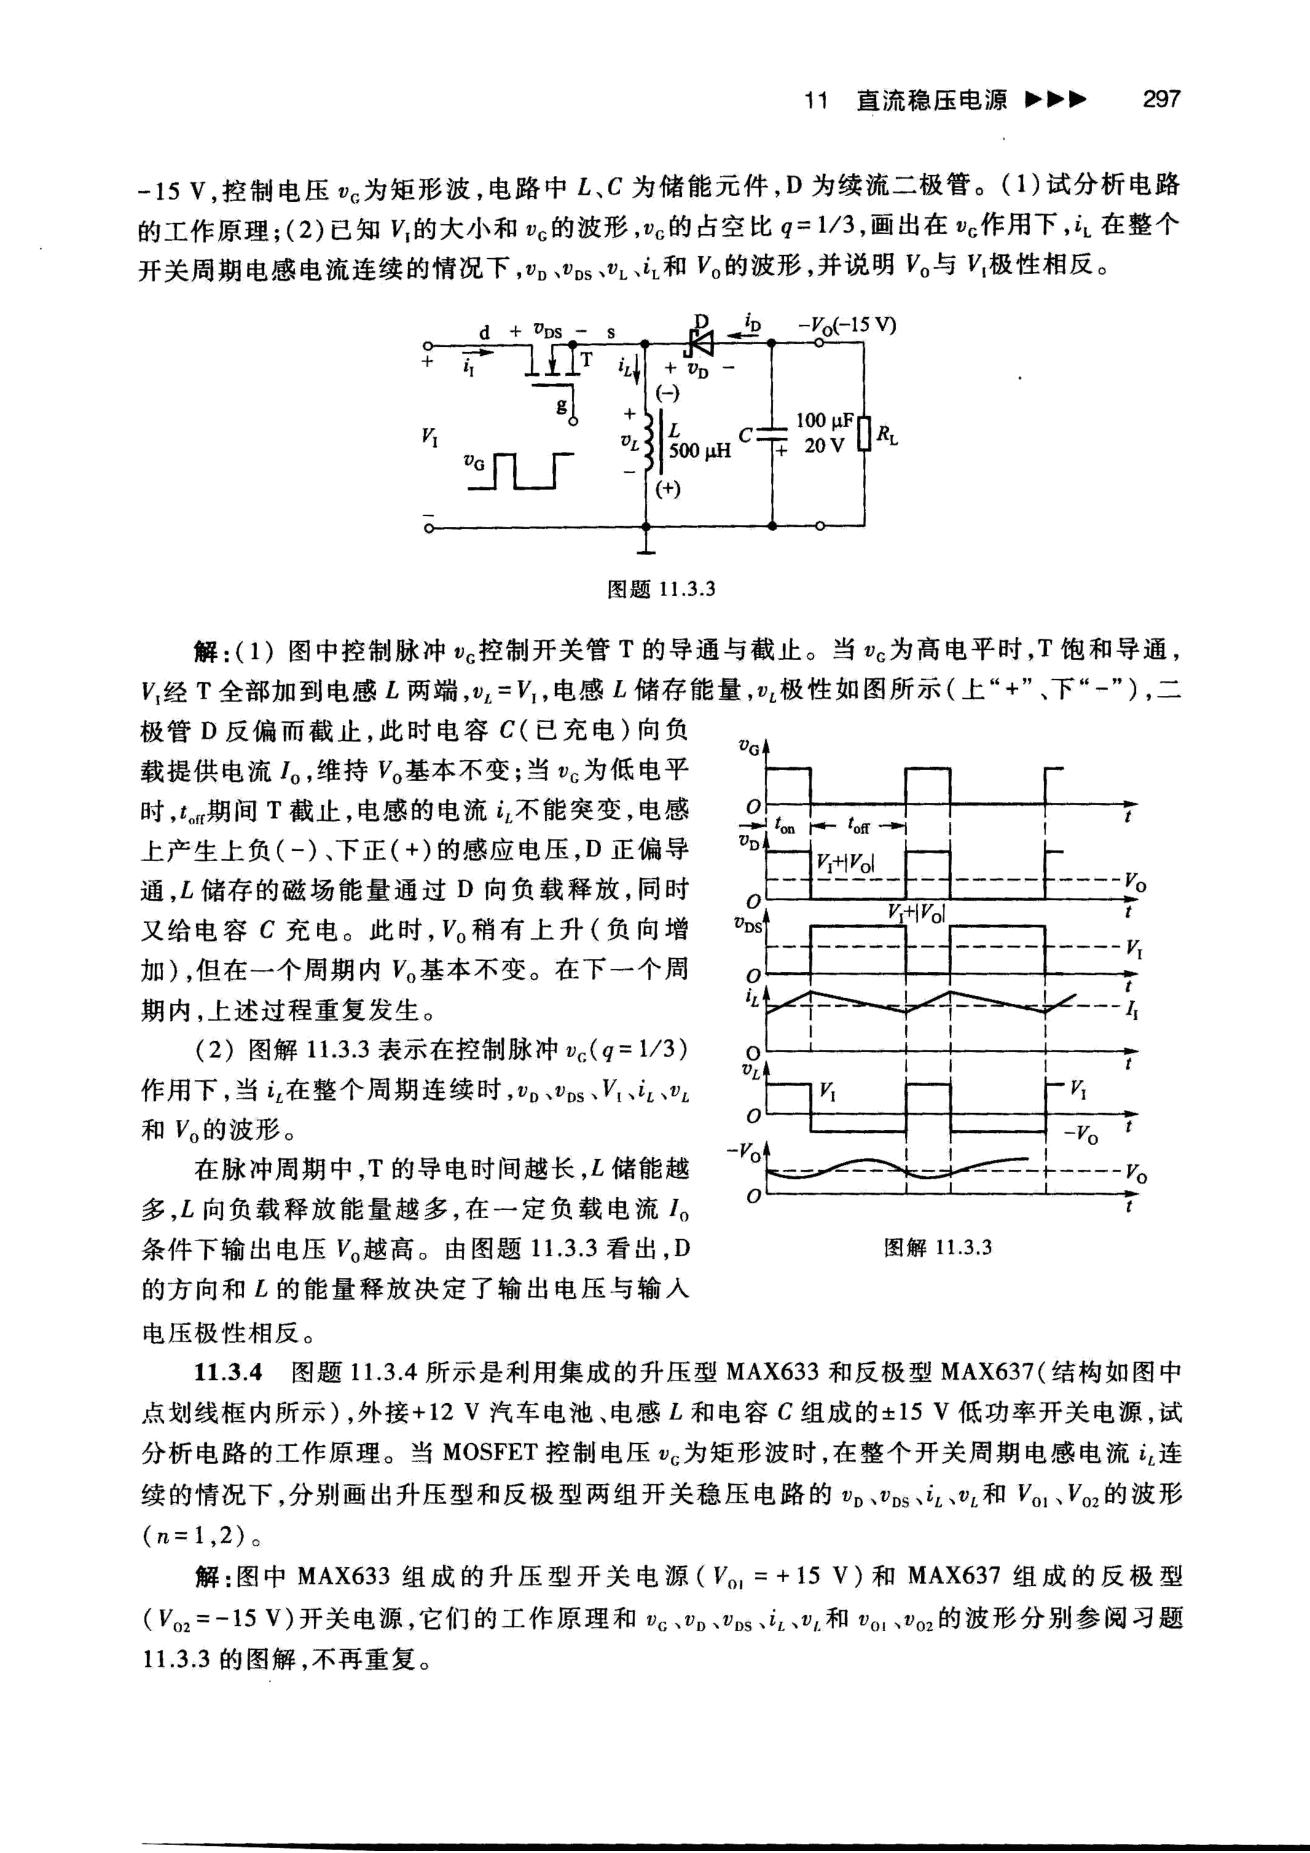 11 直流稳压电源 ▶▶▶ 297
-15 V,控制电压 v_G为矩形波,电路中 L、C 为储能元件,D 为续流二极管。(1)试分析电路
的工作原理;(2)已知 V_I的大小和 v_G的波形,v_G的占空比 q=1/3,画出在 v_G作用下,i_L 在整个
开关周期电感电流连续的情况下,v_D、v_DS、v_L、i_L和 V_O的波形,并说明 V_O与 V_I极性相反。
d + v_DS - s
D
i_D
-V_O(-15 V)
+
i_I
T
i_L
+ v_D -
g
(-)
+
V_I
v_G
v_L
L
500 μH
C
100 μF
20 V
+
R_L
-
(+)
-
图题 11.3.3
解:(1) 图中控制脉冲 v_G控制开关管 T 的导通与截止。当 v_G为高电平时,T 饱和导通,
V_I经 T 全部加到电感 L 两端,v_L=V_I,电感 L 储存能量,v_L极性如图所示(上“+”、下“-”),二
极管 D 反偏而截止,此时电容 C(已充电)向负
载提供电流 I_O,维持 V_O基本不变;当 v_G为低电平
时,t_off期间 T 截止,电感的电流 i_L不能突变,电感
上产生上负(-)、下正(+)的感应电压,D 正偏导
通,L 储存的磁场能量通过 D 向负载释放,同时
又给电容 C 充电。此时,V_O稍有上升(负向增
加),但在一个周期内 V_O基本不变。在下一个周
期内,上述过程重复发生。
(2) 图解 11.3.3 表示在控制脉冲 v_G(q=1/3)
作用下,当 i_L在整个周期连续时,v_D、v_DS、V_I、i_L、v_L
和 V_O的波形。
在脉冲周期中,T 的导电时间越长,L 储能越
多,L 向负载释放能量越多,在一定负载电流 I_O
条件下输出电压 V_O越高。由图题 11.3.3 看出,D
的方向和 L 的能量释放决定了输出电压与输入
电压极性相反。
v_G
O
t
t_on
t_off
v_D
V_I+|V_O|
V_O
O
t
v_DS
V_I+|V_O|
V_I
O
t
i_L
I_I
O
t
v_L
V_I
V_I
O
-V_O
t
-V_O
V_O
O
t
图解 11.3.3
11.3.4 图题 11.3.4 所示是利用集成的升压型 MAX633 和反极型 MAX637(结构如图中
点划线框内所示),外接+12 V 汽车电池、电感 L 和电容 C 组成的±15 V 低功率开关电源,试
分析电路的工作原理。当 MOSFET 控制电压 v_G为矩形波时,在整个开关周期电感电流 i_L连
续的情况下,分别画出升压型和反极型两组开关稳压电路的 v_D、v_DS、i_L、v_L和 V_O1、V_O2的波形
(n=1,2)。
解:图中 MAX633 组成的升压型开关电源(V_O1 = +15 V)和 MAX637 组成的反极型
(V_O2=-15 V)开关电源,它们的工作原理和 v_G、v_D、v_DS、i_L、v_L和 v_O1、v_O2的波形分别参阅习题
11.3.3 的图解,不再重复。